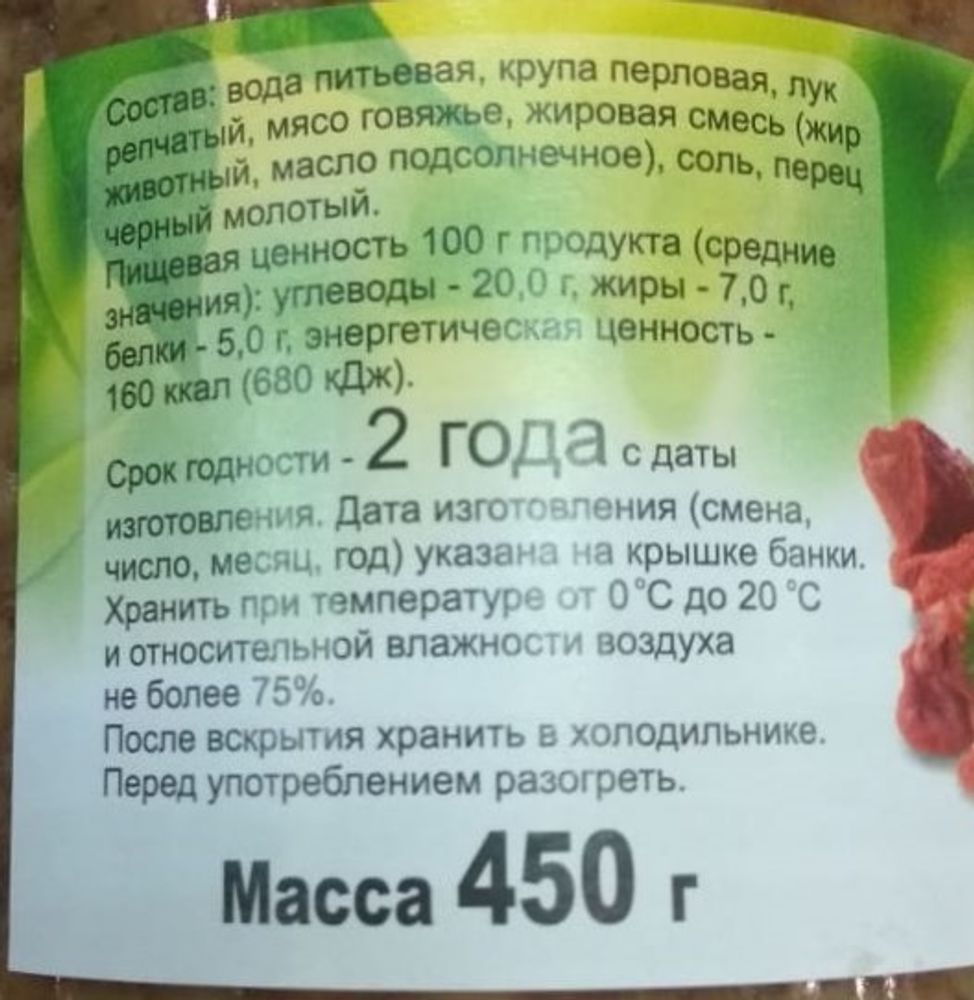 Состав: вода питьевая, крупа перловая, лук
репчатый, мясо говяжье, жировая смесь (жир
животный, масло подсолнечное), соль, перец
черный молотый.
Пищевая ценность 100 г продукта (средние
значения): углеводы - 20,0 г, жиры - 7,0 г,
белки - 5,0 г, энергетическая ценность -
160 ккал (680 кДж).
Срок годности - 2 года с даты
изготовления. Дата изготовления (смена,
число, месяц, год) указана на крышке банки.
Хранить при температуре от 0°С до 20 °С
и относительной влажности воздуха
не более 75%.
После вскрытия хранить в холодильнике.
Перед употреблением разогреть.
Масса 450 г